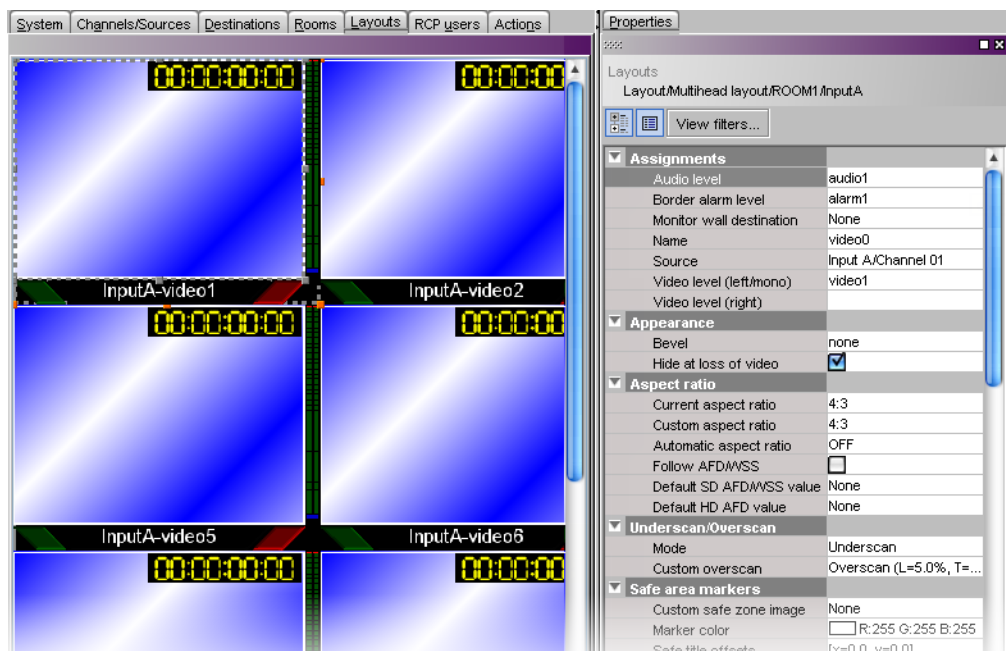 System Channels/Sources Destinations Rooms Layouts RCP users Actions
00:00:00:00 00:00:00:00
InputA-video1 InputA-video2
00:00:00:00 00:00:00:00
InputA-video5 InputA-video6
00:00:00:00 00:00:00:00
Properties
Layouts
Layout/Multihead layout/ROOM1/InputA
View filters...
Assignments
Audio level audio1
Border alarm level alarm1
Monitor wall destination None
Name video0
Source Input A/Channel 01
Video level (left/mono) video1
Video level (right)
Appearance
Bevel none
Hide at loss of video
Aspect ratio
Current aspect ratio 4:3
Custom aspect ratio 4:3
Automatic aspect ratio OFF
Follow AFD/WSS
Default SD AFD/WSS value None
Default HD AFD value None
Underscan/Overscan
Mode Underscan
Custom overscan Overscan (L=5.0%, T=...
Safe area markers
Custom safe zone image None
Marker color R:255 G:255 B:255
Safe title offsets [x=0.0, y=0.0]